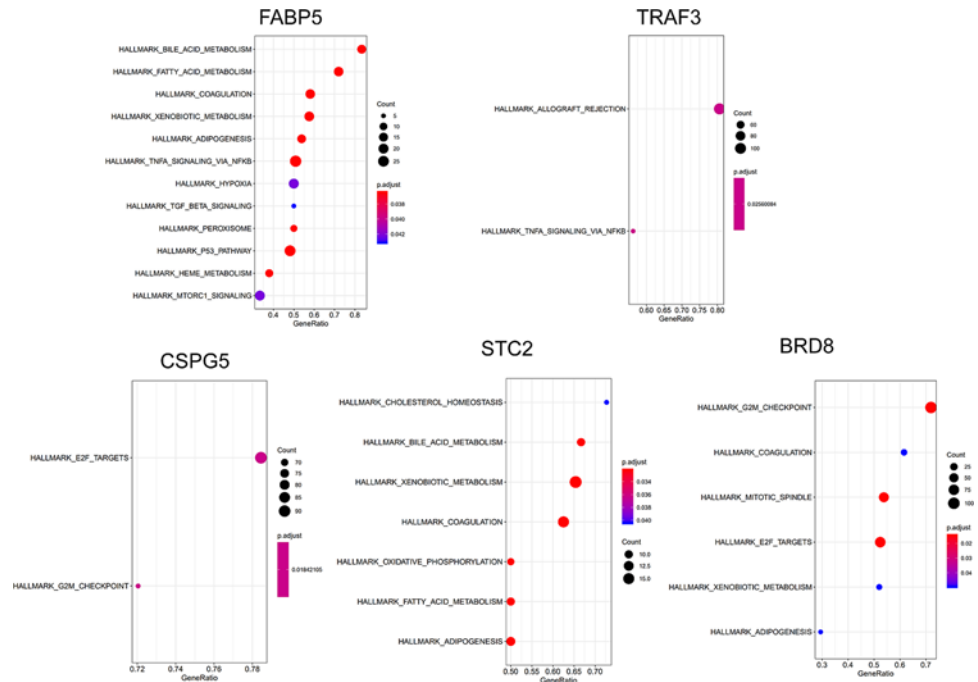 FABP5
HALLMARK_BILE_ACID_METABOLISM
HALLMARK_FATTY_ACID_METABOLISM
HALLMARK_COAGULATION
HALLMARK_XENOBIOTIC_METABOLISM
HALLMARK_ADIPOGENESIS
HALLMARK_TNFA_SIGNALING_VIA_NFKB
HALLMARK_HYPOXIA
HALLMARK_TGF_BETA_SIGNALING
HALLMARK_PEROXISOME
HALLMARK_P53_PATHWAY
HALLMARK_HEME_METABOLISM
HALLMARK_MTORC1_SIGNALING
0.4 0.5 0.6 0.7 0.8
GeneRatio
Count
5
10
15
20
25
p.adjust
0.038
0.040
0.042
TRAF3
HALLMARK_ALLOGRAFT_REJECTION
HALLMARK_TNFA_SIGNALING_VIA_NFKB
0.60 0.65 0.70 0.75 0.80
GeneRatio
Count
60
80
100
p.adjust
0.02500084
CSPG5
HALLMARK_E2F_TARGETS
HALLMARK_G2M_CHECKPOINT
0.72 0.74 0.76 0.78
GeneRatio
Count
70
75
80
85
90
p.adjust
0.01842105
STC2
HALLMARK_CHOLESTEROL_HOMEOSTASIS
HALLMARK_BILE_ACID_METABOLISM
HALLMARK_XENOBIOTIC_METABOLISM
HALLMARK_COAGULATION
HALLMARK_OXIDATIVE_PHOSPHORYLATION
HALLMARK_FATTY_ACID_METABOLISM
HALLMARK_ADIPOGENESIS
0.50 0.55 0.60 0.65 0.70
GeneRatio
p.adjust
0.034
0.036
0.038
0.040
Count
10.0
12.5
15.0
BRD8
HALLMARK_G2M_CHECKPOINT
HALLMARK_COAGULATION
HALLMARK_MITOTIC_SPINDLE
HALLMARK_E2F_TARGETS
HALLMARK_XENOBIOTIC_METABOLISM
HALLMARK_ADIPOGENESIS
0.3 0.4 0.5 0.6 0.7
GeneRatio
Count
25
50
75
100
p.adjust
0.02
0.03
0.04